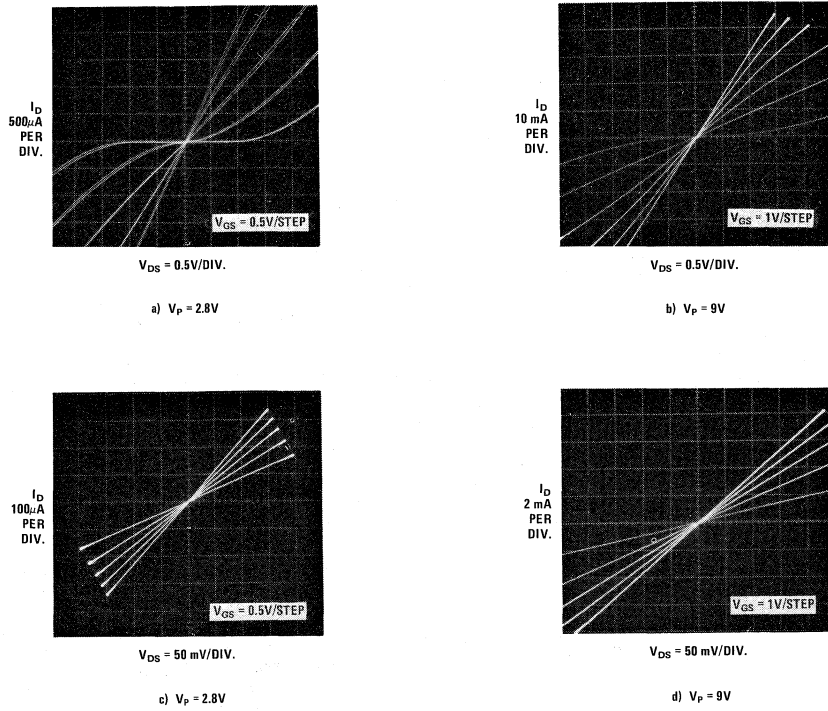 I_D
500μA
PER
DIV.
V_GS = 0.5V/STEP
V_DS = 0.5V/DIV.
a) V_P = 2.8V
I_D
10 mA
PER
DIV.
V_GS = 1V/STEP
V_DS = 0.5V/DIV.
b) V_P = 9V
I_D
100μA
PER
DIV.
V_GS = 0.5V/STEP
V_DS = 50 mV/DIV.
c) V_P = 2.8V
I_D
2 mA
PER
DIV.
V_GS = 1V/STEP
V_DS = 50 mV/DIV.
d) V_P = 9V